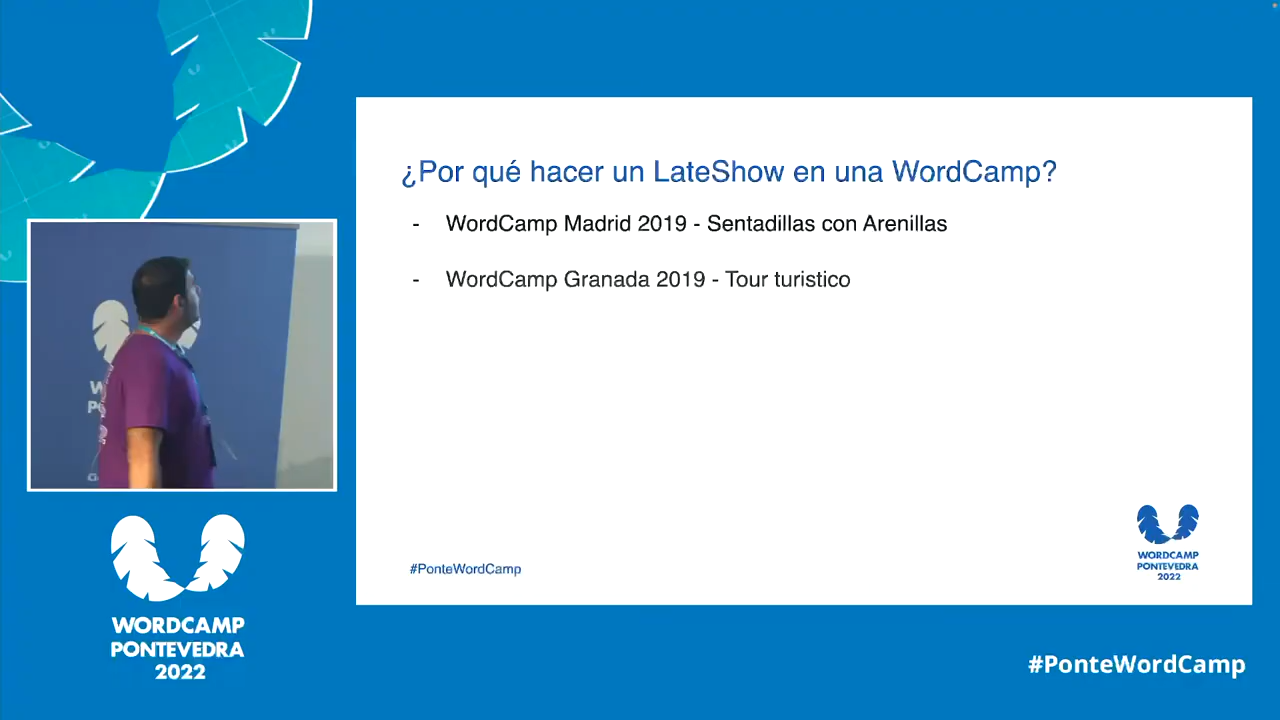 ¿Por qué hacer un LateShow en una WordCamp?
- WordCamp Madrid 2019 - Sentadillas con Arenillas
- WordCamp Granada 2019 - Tour turistico
#PonteWordCamp
WORDCAMP
PONTEVEDRA
2022
WORDCAMP
PONTEVEDRA
2022
#PonteWordCamp